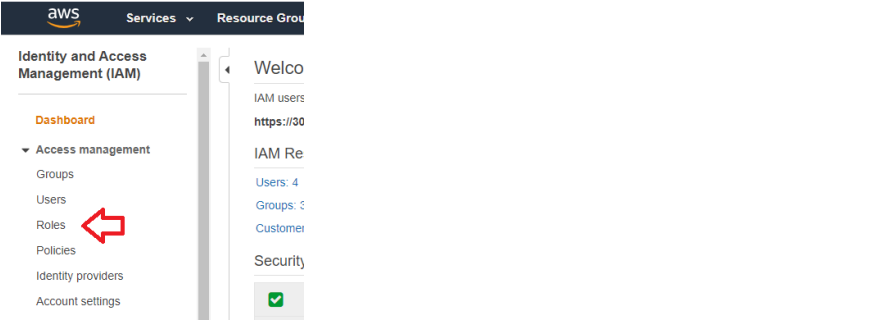 aws
Services
Resource Grou
Identity and Access
Management (IAM)
Dashboard
Access management
Groups
Users
Roles
Policies
Identity providers
Account settings
Welco
IAM users
https://30
IAM Re
Users: 4
Groups: 3
Customer
Security